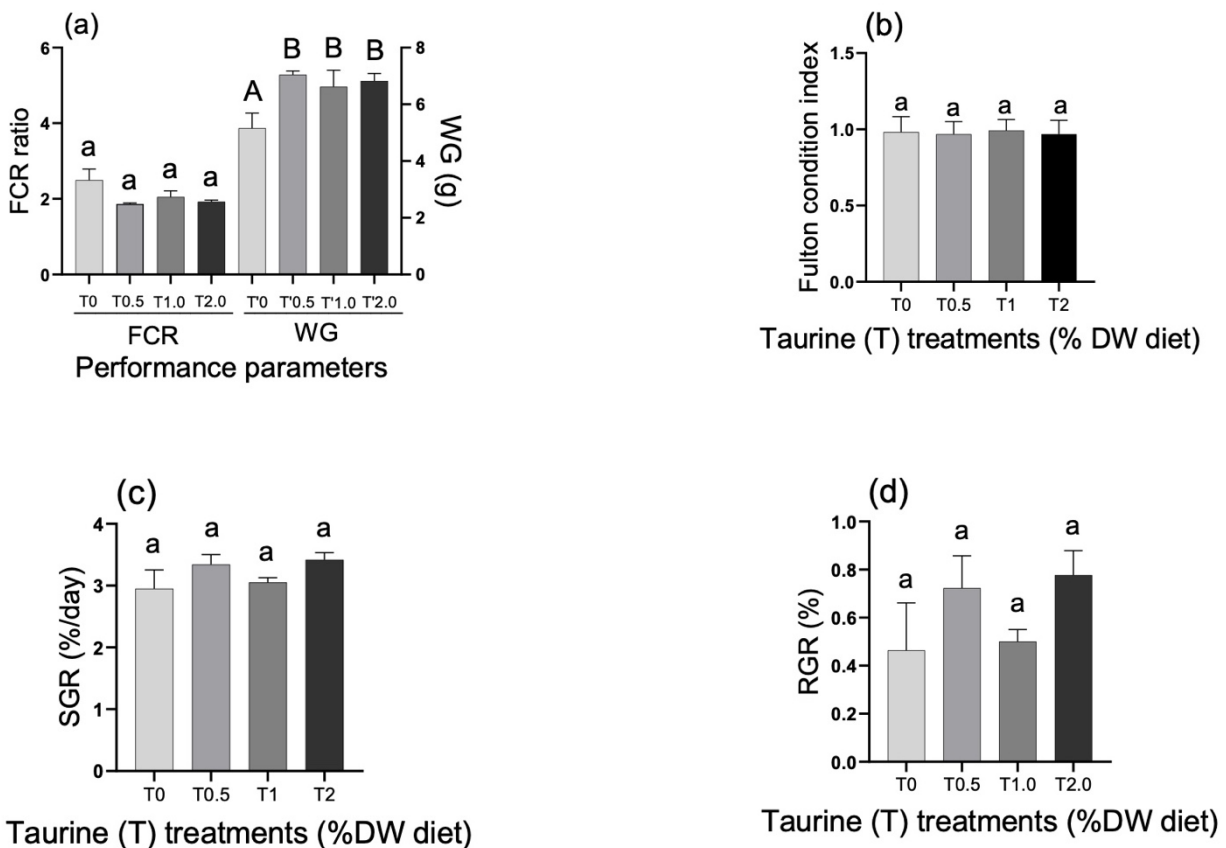 (a)
FCR ratio
6
4
2
0
a
a
a
a
A
B
B
B
8
6
4
2
0
WG (g)
T0 T0.5 T1.0 T2.0 T'0 T'0.5 T'1.0 T'2.0
FCR WG
Performance parameters
(b)
Fulton condition index
1.5
1.0
0.5
0.0
a a a a
T0 T0.5 T1 T2
Taurine (T) treatments (% DW diet)
(c)
SGR (%/day)
4
3
2
1
0
a a a a
T0 T0.5 T1 T2
Taurine (T) treatments (%DW diet)
(d)
RGR (%)
1.0
0.8
0.6
0.4
0.2
0.0
a a a a
T0 T0.5 T1.0 T2.0
Taurine (T) treatments (%DW diet)